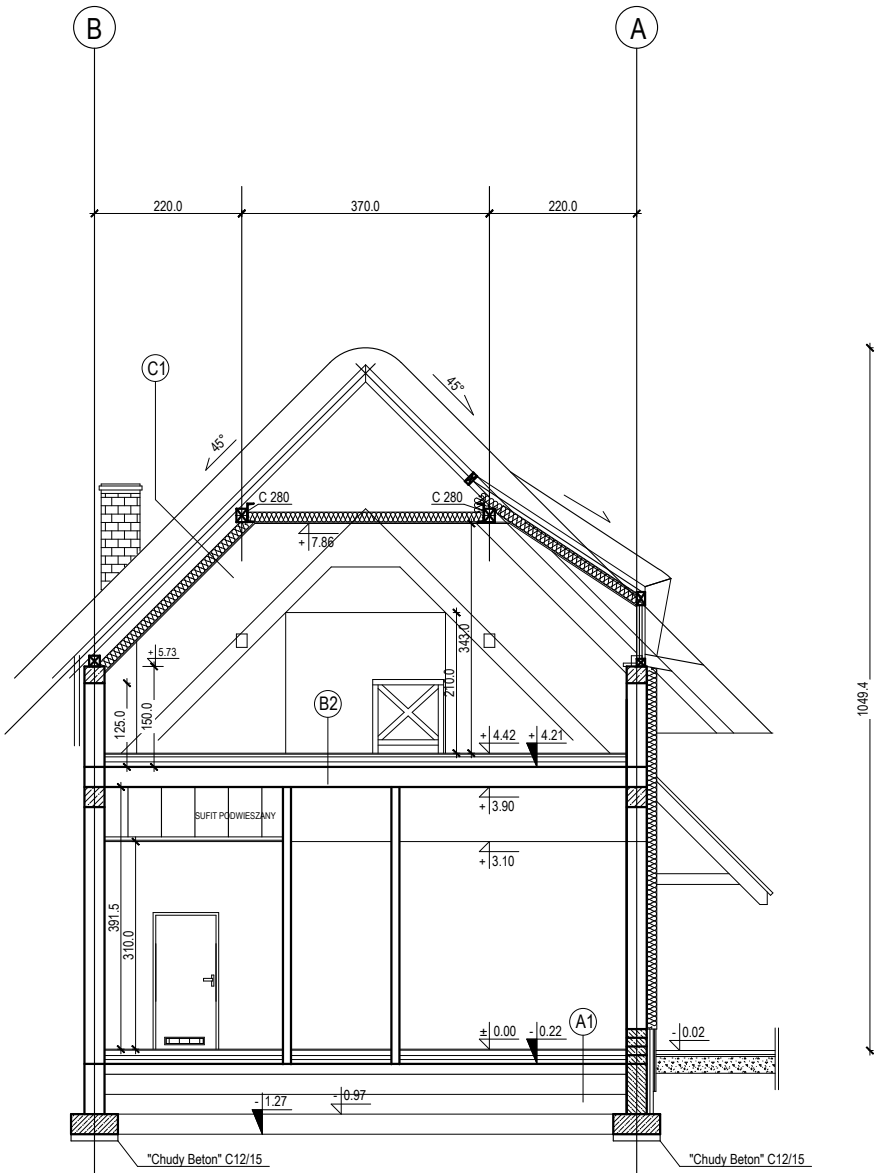 B
A
220.0
370.0
220.0
C1
45°
45°
C 280
C 280
+ 7.86
+ 5.73
343.0
210.0
125.0
150.0
B2
+ 4.42
+ 4.21
1049.4
SUFIT PODWIESZANY
+ 3.90
+ 3.10
391.5
310.0
± 0.00
- 0.22
A1
- 0.02
- 1.27
- 0.97
"Chudy Beton" C12/15
"Chudy Beton" C12/15